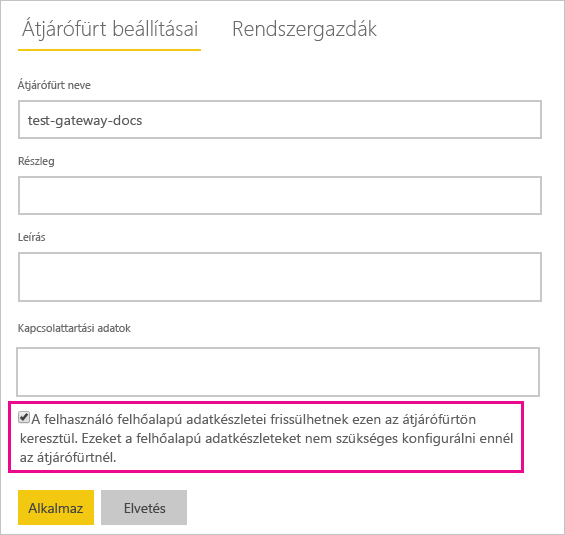 Átjárófürt beállításai Rendszergazdák
Átjárófürt neve
test-gateway-docs
Részleg
Leírás
Kapcsolattartási adatok
A felhasználó felhőalapú adatkészletei frissülhetnek ezen az átjárófürtön
keresztül. Ezeket a felhőalapú adatkészleteket nem szükséges konfigurálni ennél
az átjárófürtnél.
Alkalmaz Elvetés